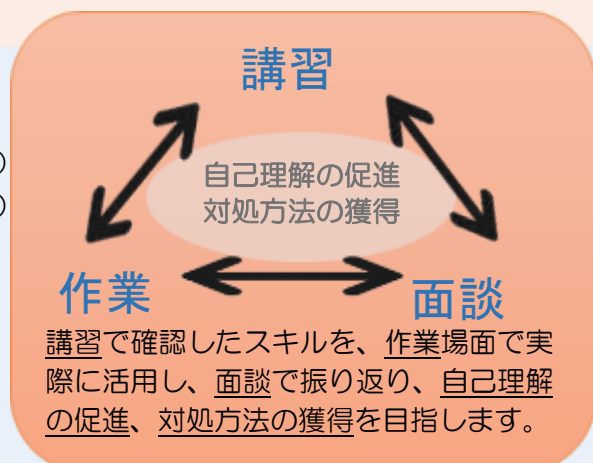 講習
自己理解の促進
対処方法の獲得
作業
面談
講習で確認したスキルを、作業場面で実
際に活用し、面談で振り返り、自己理解
の促進、対処方法の獲得を目指します。